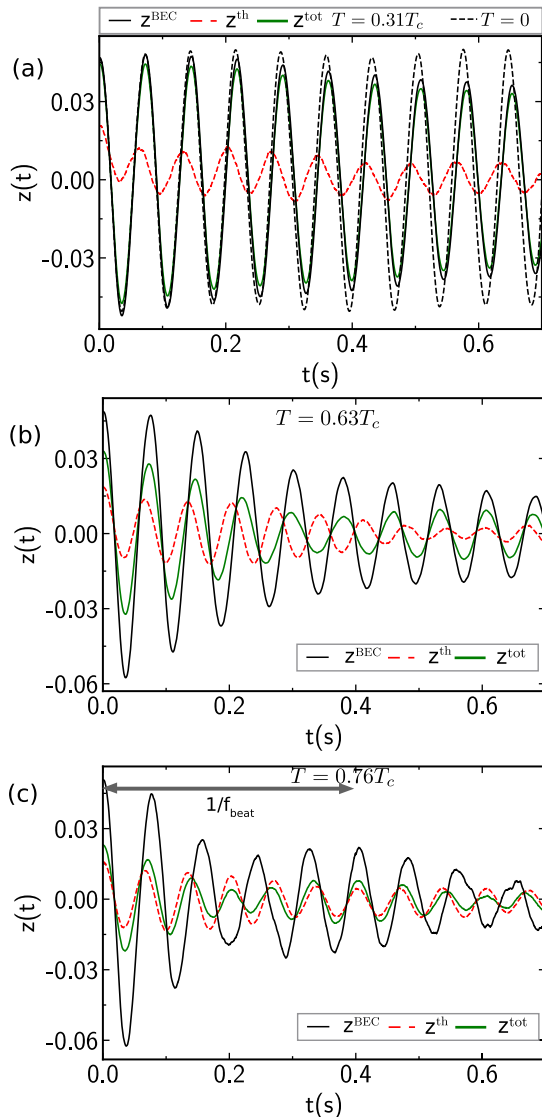 z^BEC z^th z^tot T = 0.31T_c T = 0
(a)
0.03
0.00
-0.03
z(t)
0.0 0.2 0.4 0.6
t(s)
(b)
T = 0.63T_c
0.03
0.00
-0.03
-0.06
z(t)
z^BEC z^th z^tot
0.0 0.2 0.4 0.6
t(s)
(c)
T = 0.76T_c
1/f_beat
0.03
0.00
-0.03
-0.06
z(t)
z^BEC z^th z^tot
0.0 0.2 0.4 0.6
t(s)